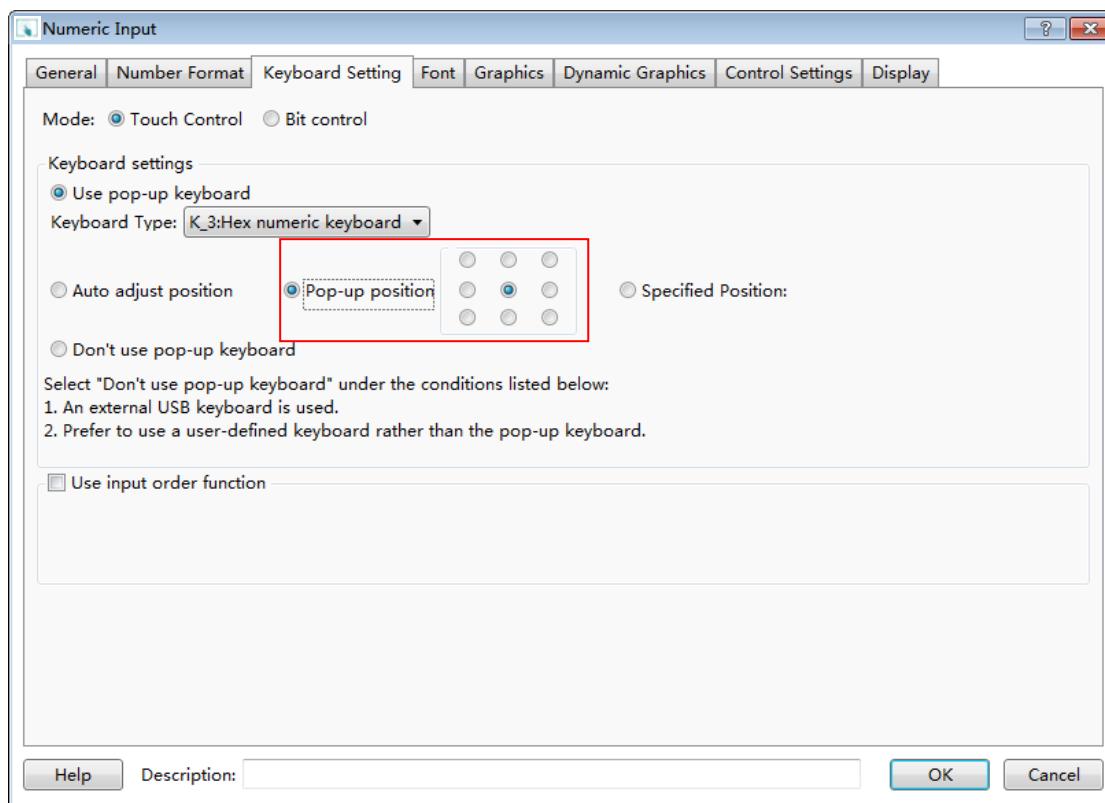 Numeric Input
General Number Format Keyboard Setting Font Graphics Dynamic Graphics Control Settings Display
Mode: Touch Control Bit control
Keyboard settings
Use pop-up keyboard
Keyboard Type: K_3:Hex numeric keyboard
Auto adjust position Pop-up position Specified Position:
Don't use pop-up keyboard
Select "Don't use pop-up keyboard" under the conditions listed below:
1. An external USB keyboard is used.
2. Prefer to use a user-defined keyboard rather than the pop-up keyboard.
Use input order function
Help Description: OK Cancel